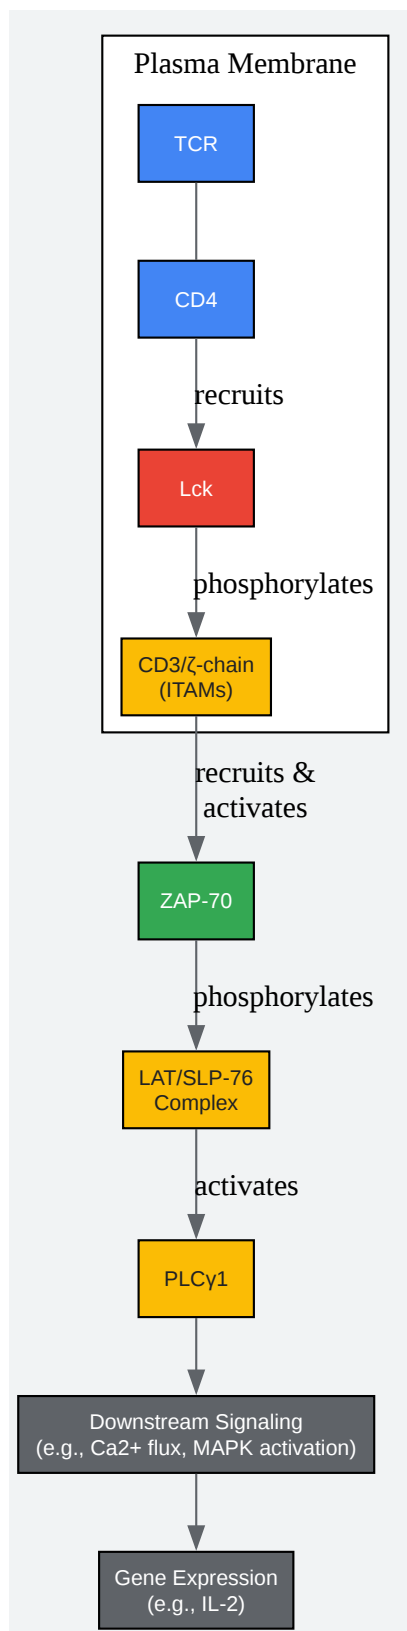 Plasma Membrane
TCR
CD4
recruits
Lck
phosphorylates
CD3/ζ-chain
(ITAMs)
recruits &
activates
ZAP-70
phosphorylates
LAT/SLP-76
Complex
activates
PLCγ1
Downstream Signaling
(e.g., Ca2+ flux, MAPK activation)
Gene Expression
(e.g., IL-2)